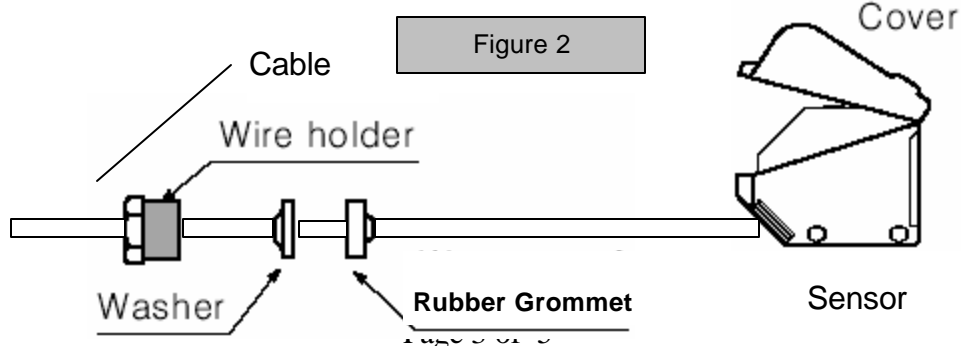 Cover
Figure 2
Cable
Wire holder
Washer
Rubber Grommet
Sensor